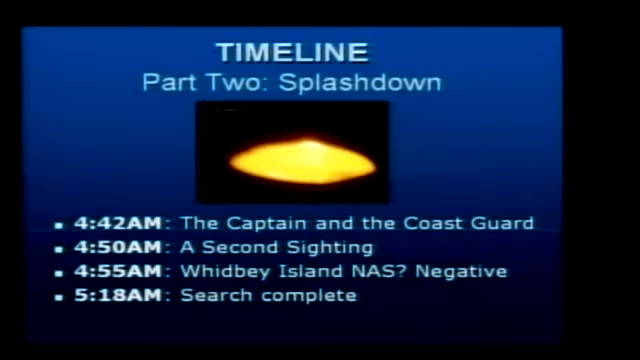 TIMELINE
Part Two: Splashdown
4:42AM: The Captain and the Coast Guard
4:50AM: A Second Sighting
4:55AM: Whidbey Island NAS? Negative
5:18AM: Search complete